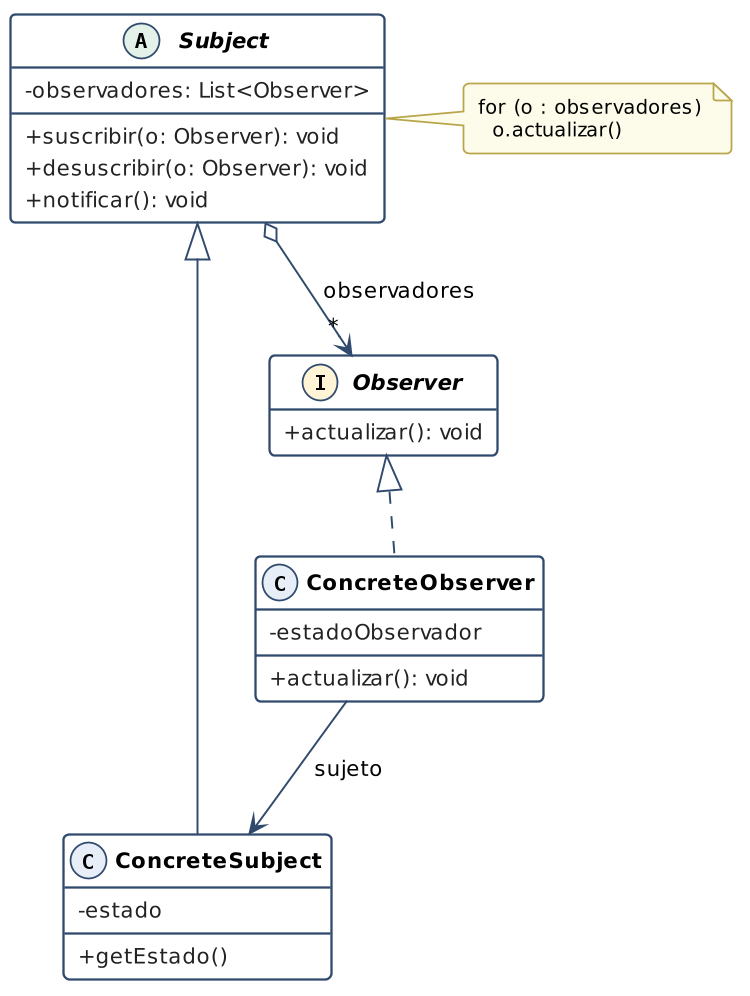 A Subject
-observadores: List<Observer>
+suscribir(o: Observer): void
+desuscribir(o: Observer): void
+notificar(): void
for (o : observadores)
o.actualizar()
observadores
*
I Observer
+actualizar(): void
C ConcreteObserver
-estadoObservador
+actualizar(): void
sujeto
C ConcreteSubject
-estado
+getEstado()